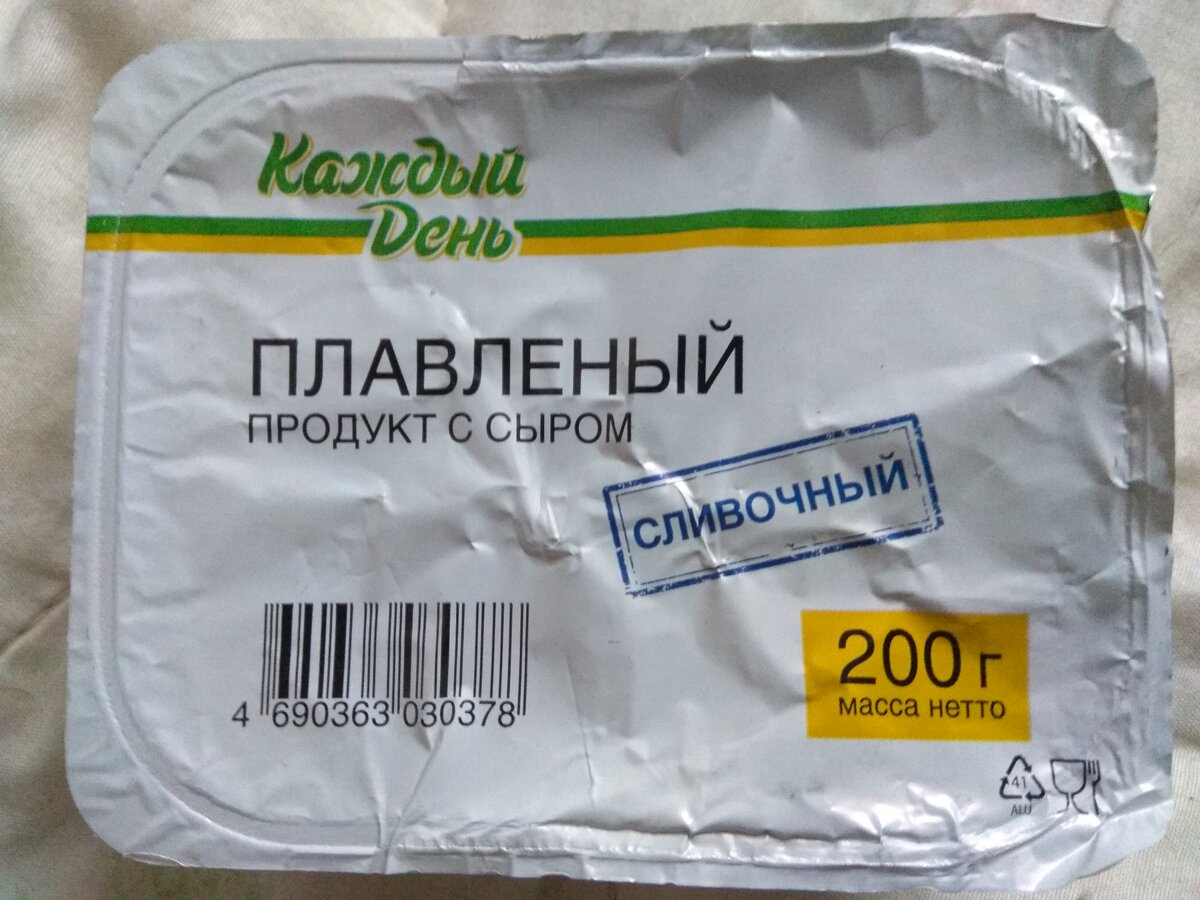 Каждый
День
ПЛАВЛЕНЫЙ
ПРОДУКТ С СЫРОМ
СЛИВОЧНЫЙ
200 г
масса нетто
4 690363 030378
41
ALU